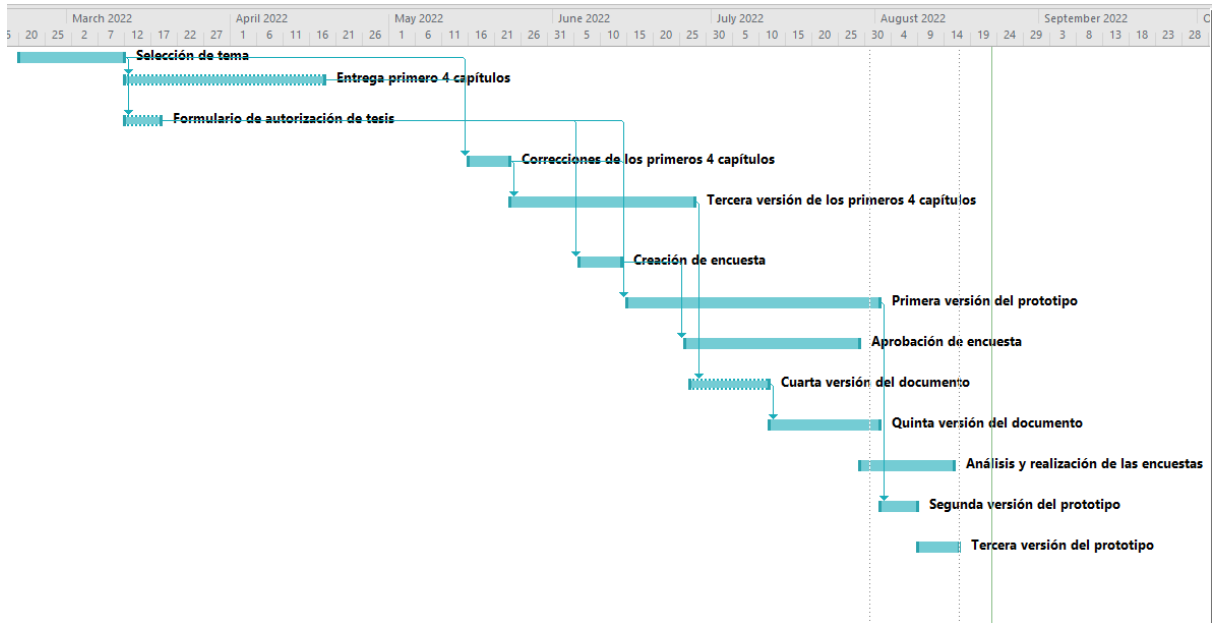 March 2022 April 2022 May 2022 June 2022 July 2022 August 2022 September 2022
20 25 2 7 12 17 22 27 1 6 11 16 21 26 1 6 11 16 21 26 31 5 10 15 20 25 30 5 10 15 20 25 30 4 9 14 19 24 29 3 8 13 18 23 28
Selección de tema
Entrega primero 4 capítulos
Formulario de autorización de tesis
Correcciones de los primeros 4 capítulos
Tercera versión de los primeros 4 capítulos
Creación de encuesta
Primera versión del prototipo
Aprobación de encuesta
Cuarta versión del documento
Quinta versión del documento
Análisis y realización de las encuestas
Segunda versión del prototipo
Tercera versión del prototipo